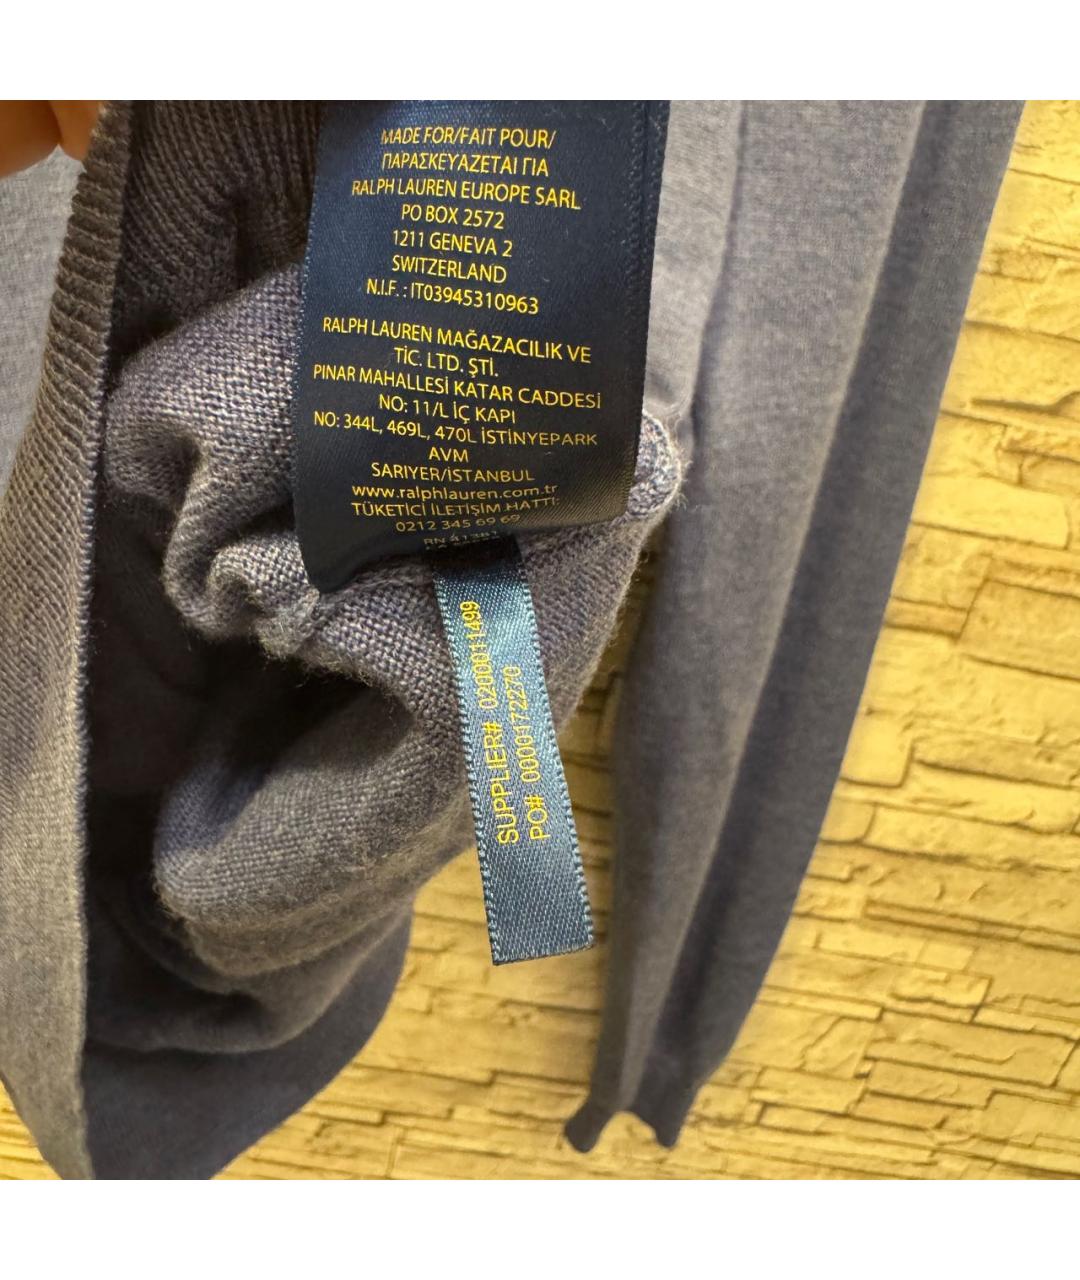 MADE FOR/FAIT POUR/
ΠΑΡΑΣΚΕΥΑΖΕΤΑΙ ΓΙΑ
RALPH LAUREN EUROPE SARL
PO BOX 2572
1211 GENEVA 2
SWITZERLAND
N.I.F. : IT03945310963
RALPH LAUREN MAĞAZACILIK VE
TİC. LTD. ŞTİ.
PINAR MAHALLESİ KATAR CADDESİ
NO: 11/L İÇ KAPI
NO: 344L, 469L, 470L İSTİNYEPARK
AVM
SARIYER/İSTANBUL
www.ralphlauren.com.tr
TÜKETİCİ İLETİŞİM HATTI:
0212 345 69 69
RN 41381
SUPPLIER# 0200011499
PO# 0000172270